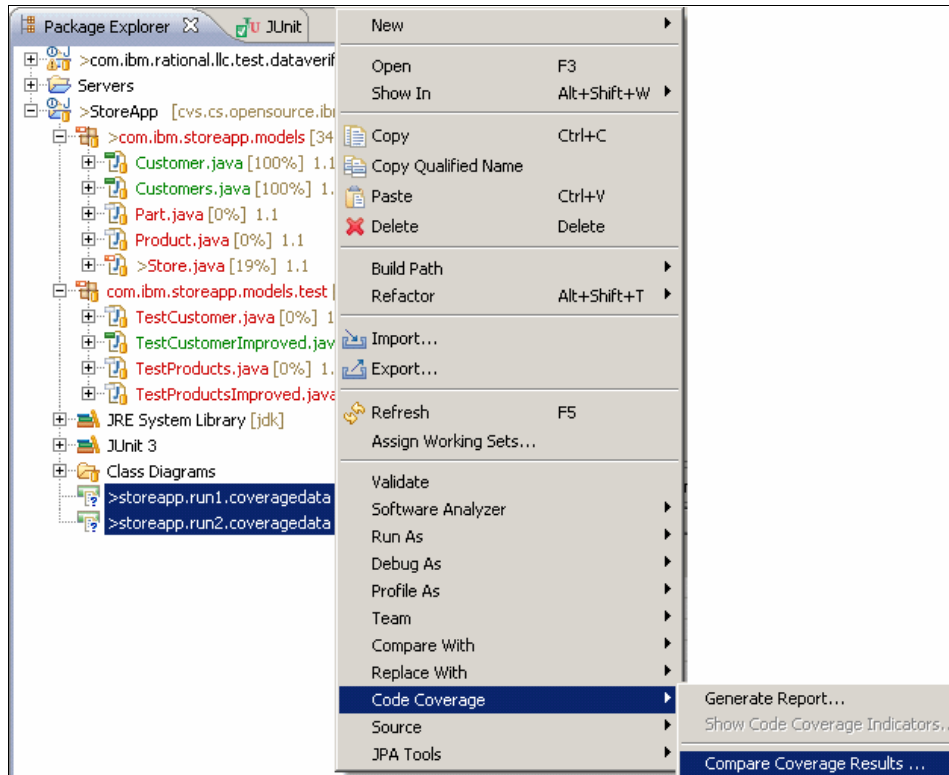 Package Explorer
JUnit
>com.ibm.rational.llc.test.dataverif
Servers
>StoreApp [cvs.cs.opensource.ib
>com.ibm.storeapp.models [34
Customer.java [100%] 1.1
Customers.java [100%] 1.
Part.java [0%] 1.1
Product.java [0%] 1.1
>Store.java [19%] 1.1
com.ibm.storeapp.models.test [
TestCustomer.java [0%] 1
TestCustomerImproved.jav
TestProducts.java [0%] 1.
TestProductsImproved.java
JRE System Library [jdk]
JUnit 3
Class Diagrams
>storeapp.run1.coveragedata
>storeapp.run2.coveragedata
New
Open F3
Show In Alt+Shift+W
Copy Ctrl+C
Copy Qualified Name
Paste Ctrl+V
Delete Delete
Build Path
Refactor Alt+Shift+T
Import...
Export...
Refresh F5
Assign Working Sets...
Validate
Software Analyzer
Run As
Debug As
Profile As
Team
Compare With
Replace With
Code Coverage
Source
JPA Tools
Generate Report...
Show Code Coverage Indicators..
Compare Coverage Results ...